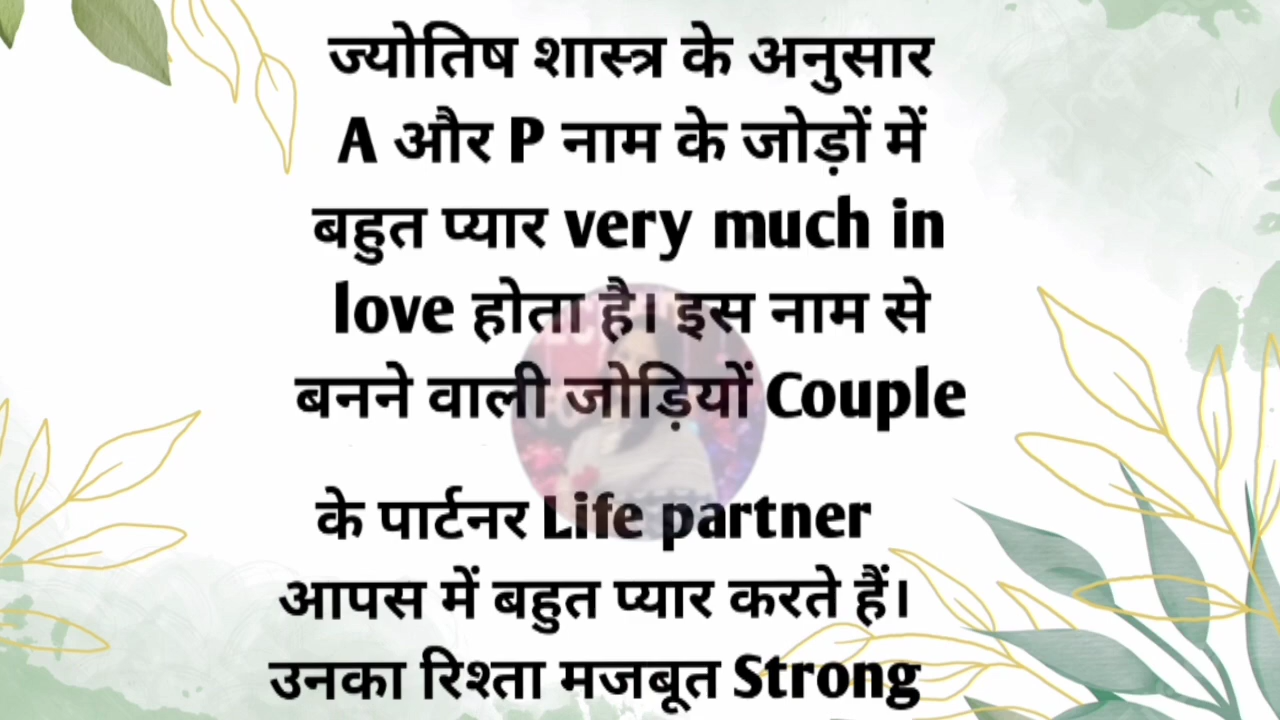 ज्योतिष शास्त्र के अनुसार
A और P नाम के जोड़ों में
बहुत प्यार very much in
love होता है। इस नाम से
बनने वाली जोड़ियों Couple
के पार्टनर Life partner
आपस में बहुत प्यार करते हैं।
उनका रिश्ता मजबूत Strong